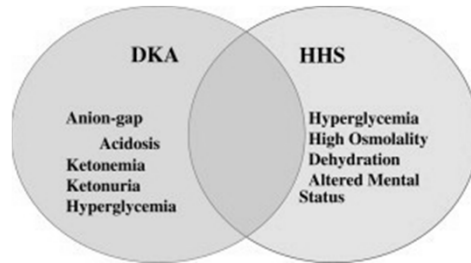 DKA
Anion-gap
Acidosis
Ketonemia
Ketonuria
Hyperglycemia
HHS
Hyperglycemia
High Osmolality
Dehydration
Altered Mental
Status